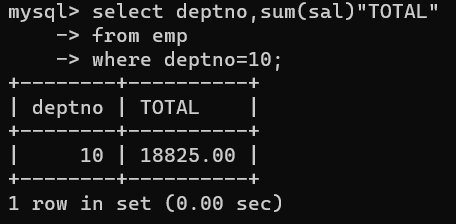 mysql> select deptno,sum(sal)"TOTAL"
    -> from emp
    -> where deptno=10;
+--------+----------+
| deptno | TOTAL    |
+--------+----------+
|     10 | 18825.00 |
+--------+----------+
1 row in set (0.00 sec)